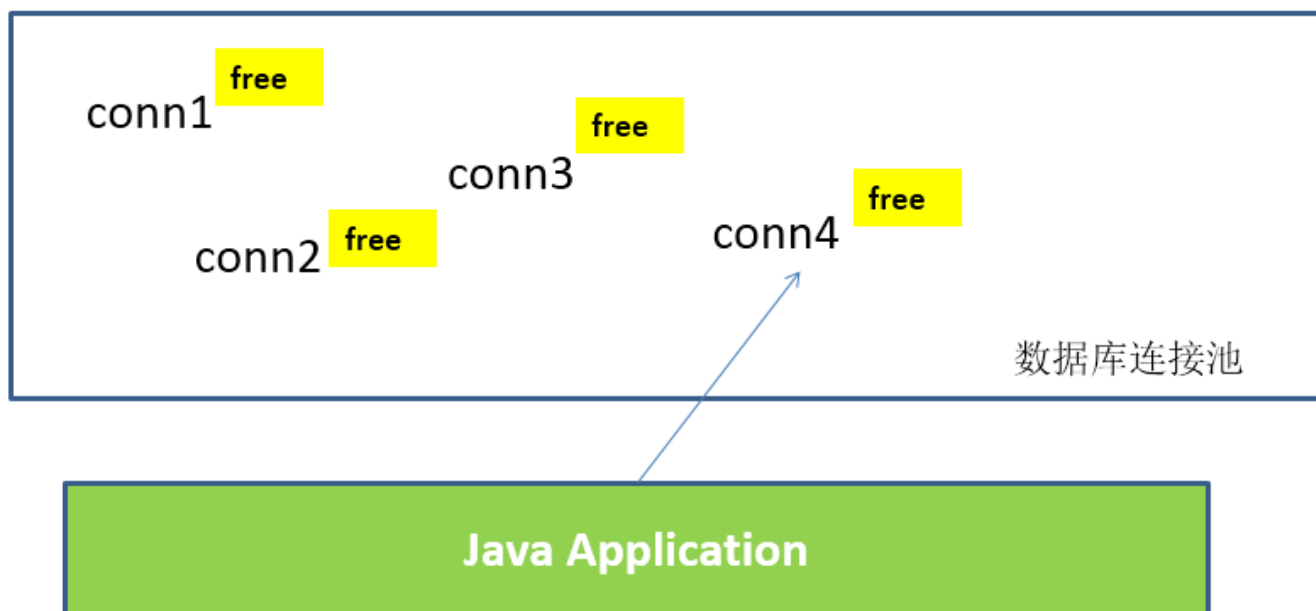 free
conn1
free
conn3
free
conn4
free
conn2
数据库连接池
Java Application